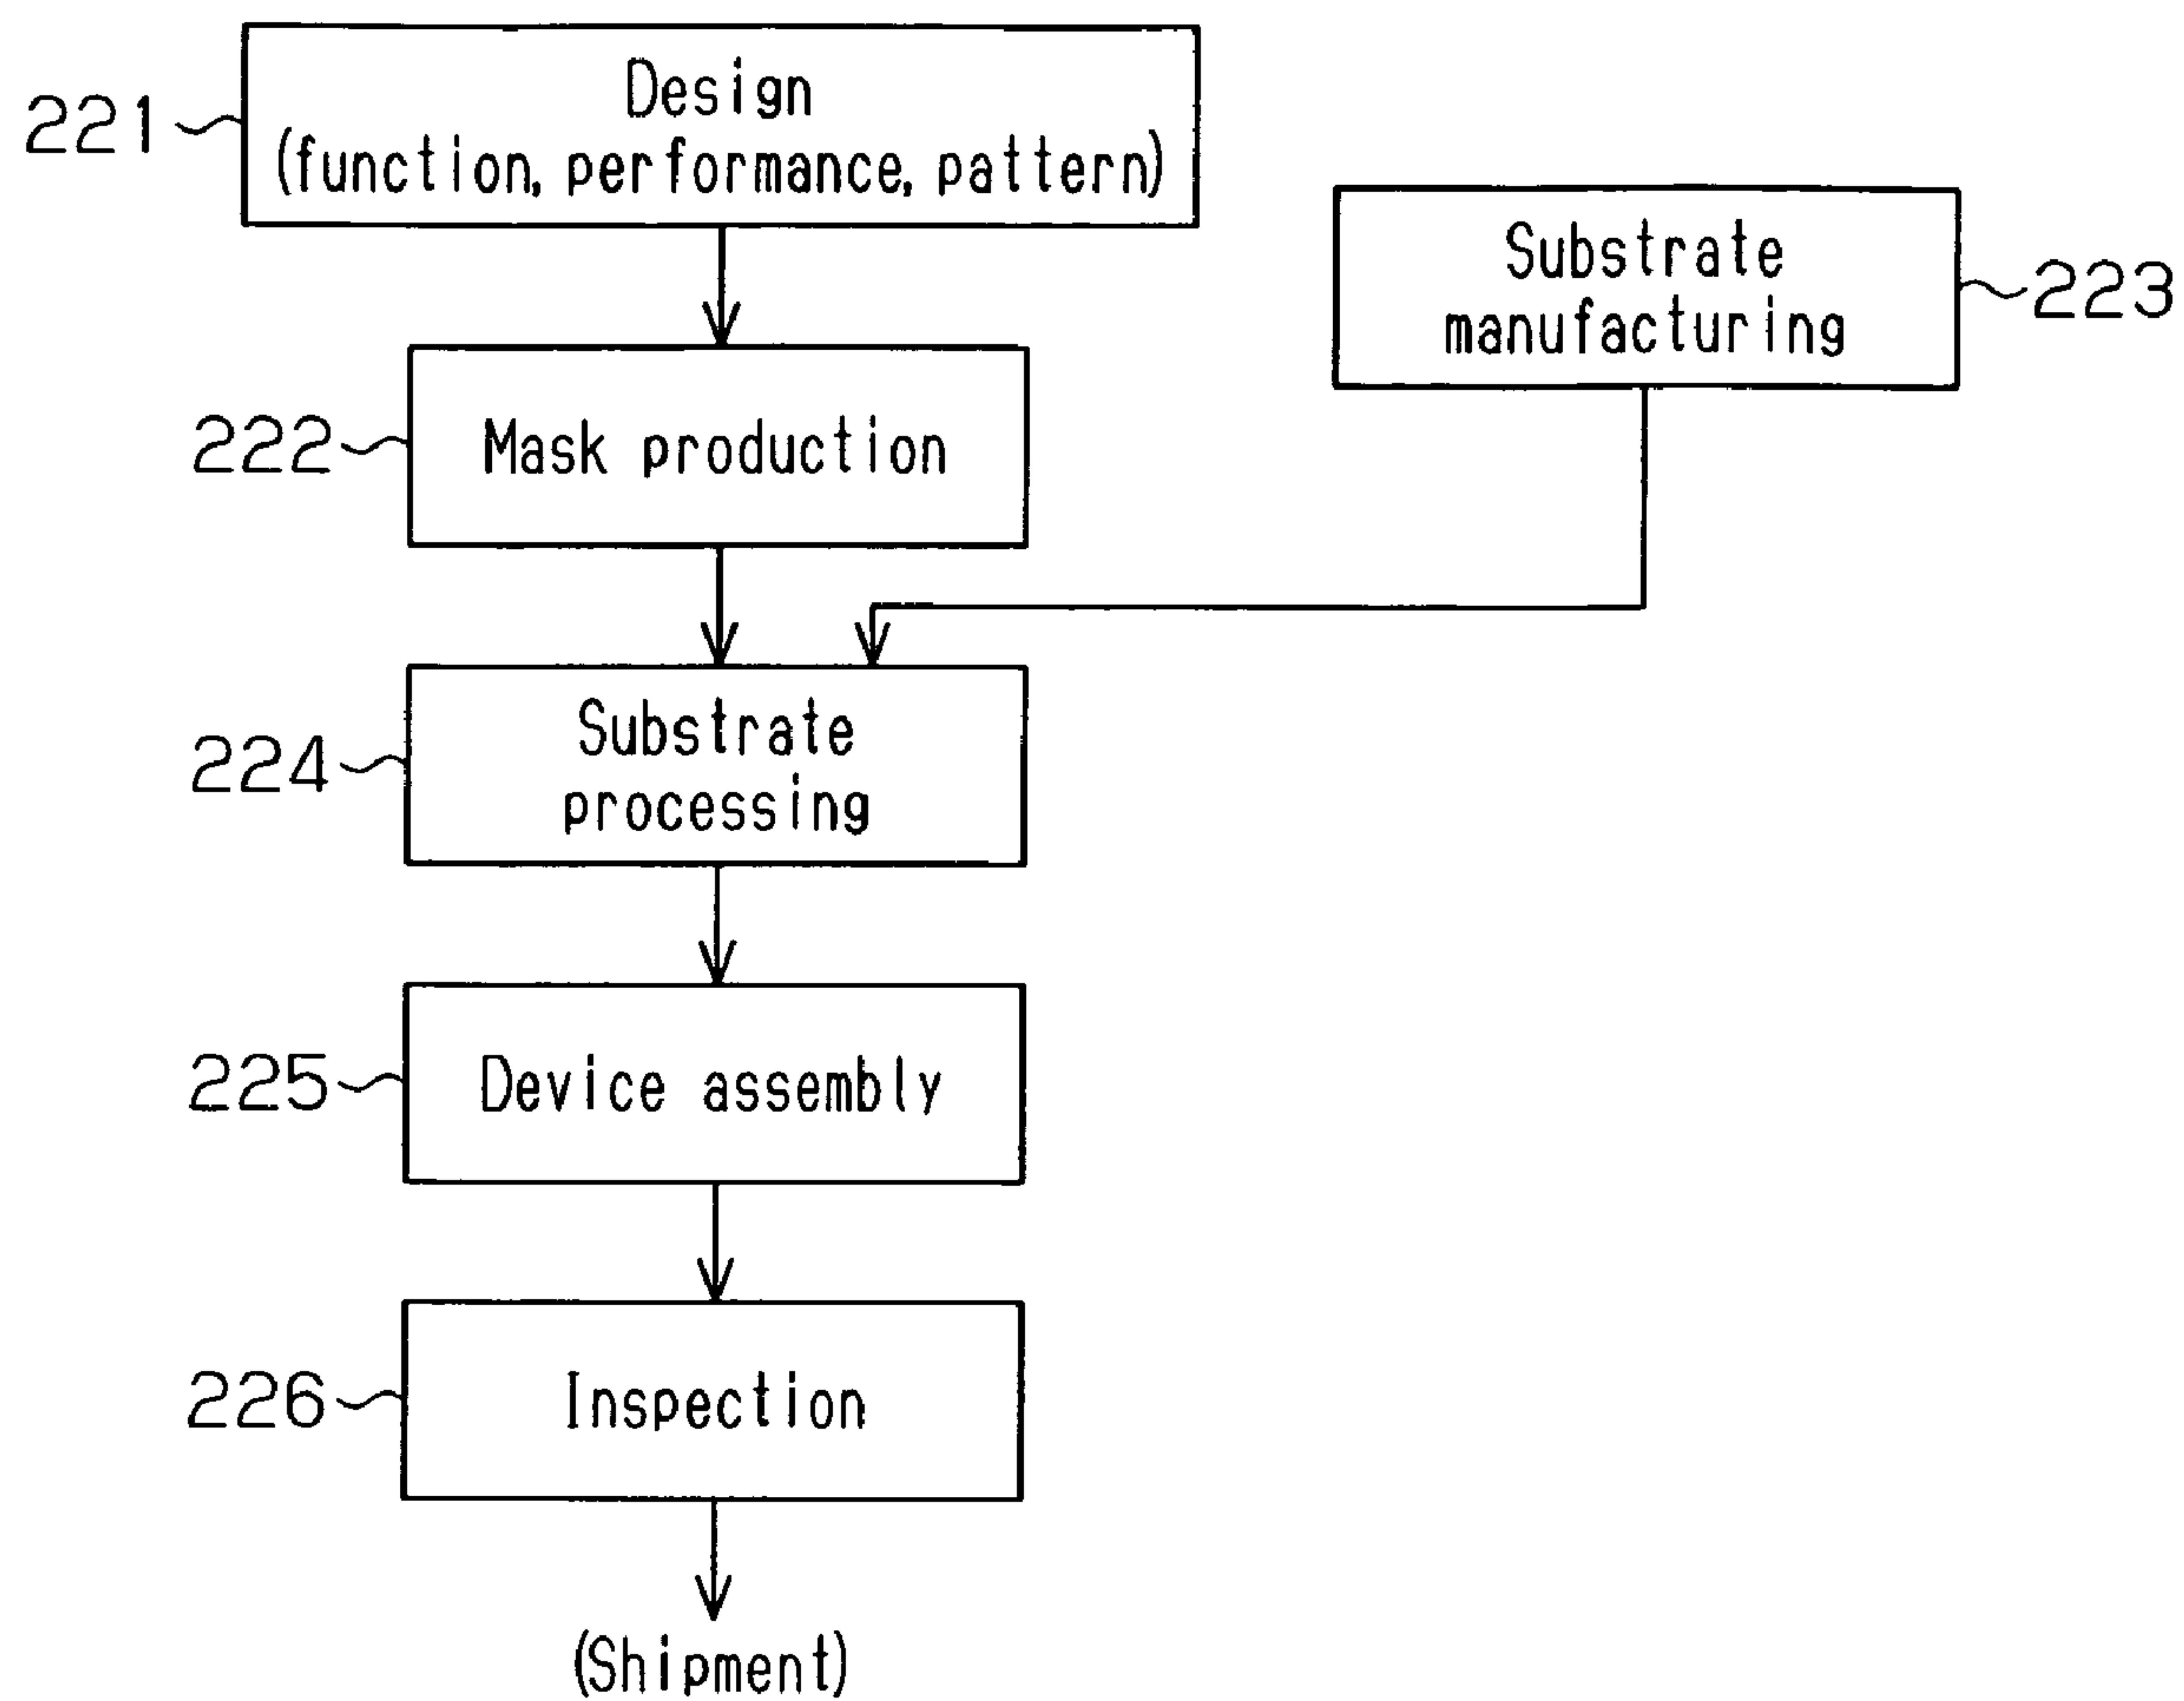 221
Design
(function, performance, pattern)
Substrate
manufacturing
223
222
Mask production
224
Substrate
processing
225
Device assembly
226
Inspection
(Shipment)